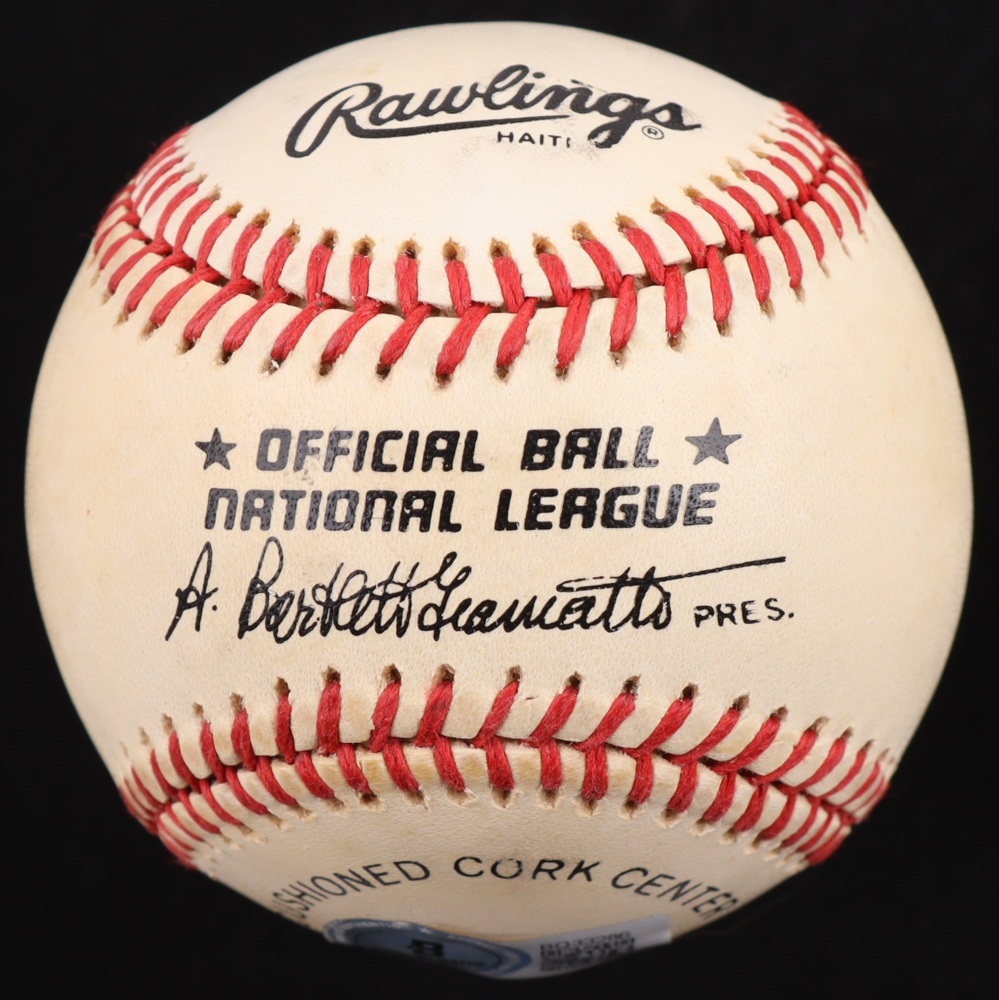 Rawlings
HAITI ®
★ OFFICIAL BALL ★
NATIONAL LEAGUE
A. Bartlett Giamatti PRES.
CUSHIONED CORK CENTER
B